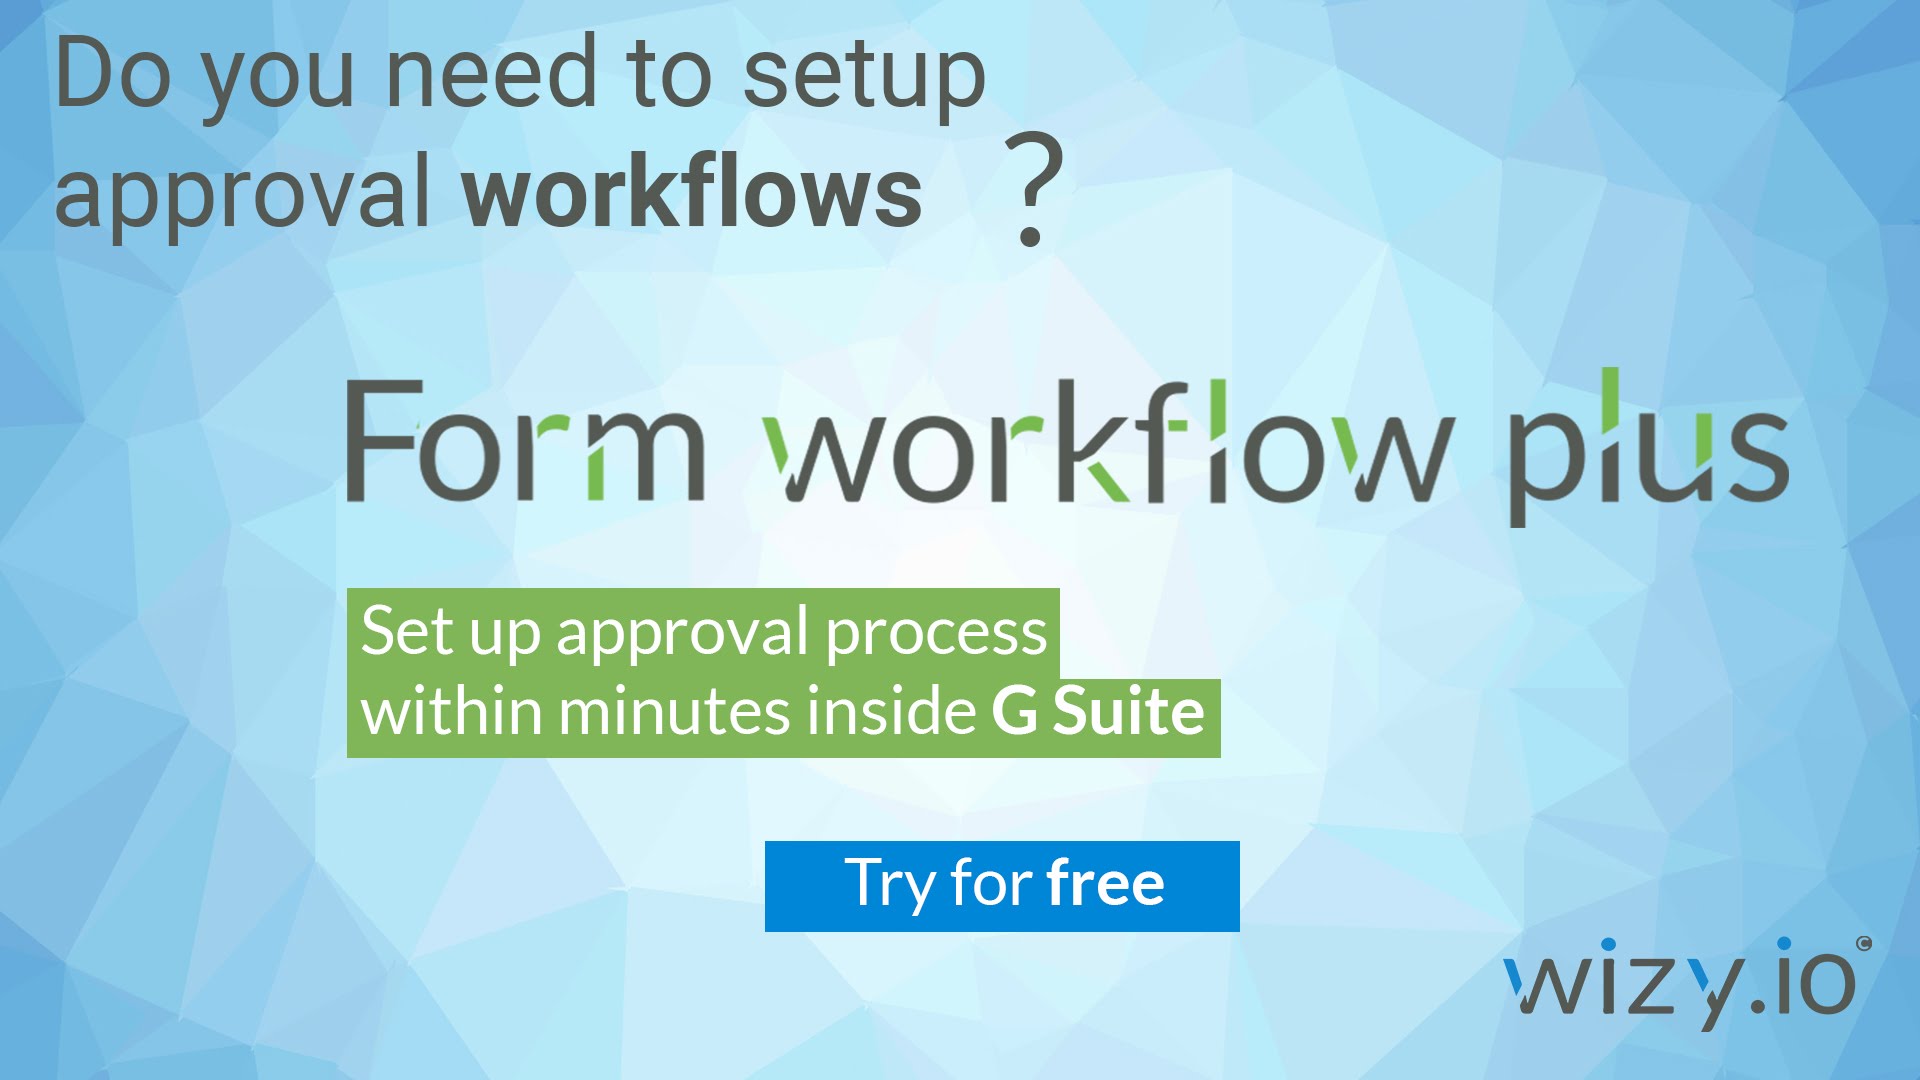 Do you need to setup
approval workflows ?
Form workflow plus
Set up approval process
within minutes inside G Suite
Try for free
wizy.io©